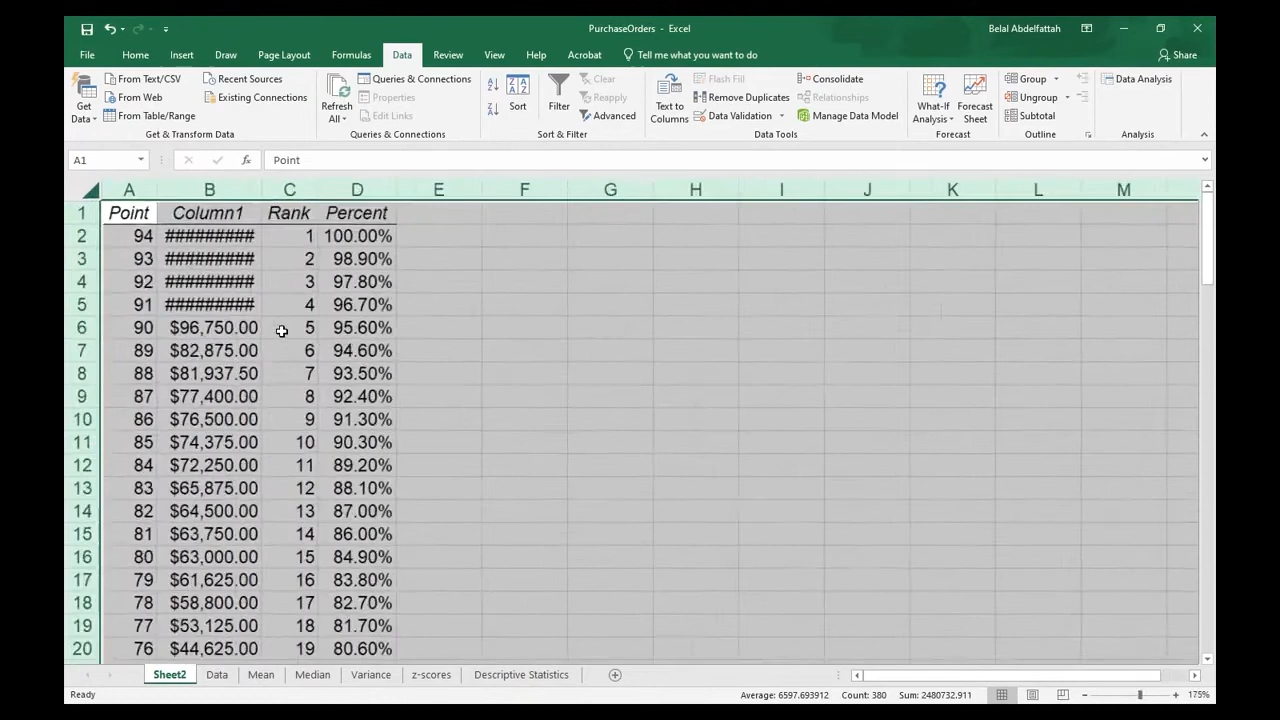 PurchaseOrders - Excel
Belal Abdelfattah
File Home Insert Draw Page Layout Formulas Data Review View Help Acrobat Tell me what you want to do Share
Get Data
From Text/CSV
From Web
From Table/Range
Recent Sources
Existing Connections
Get & Transform Data
Refresh All
Queries & Connections
Properties
Edit Links
Queries & Connections
Sort
Filter
Clear
Reapply
Advanced
Sort & Filter
Text to Columns
Flash Fill
Remove Duplicates
Data Validation
Consolidate
Relationships
Manage Data Model
Data Tools
What-If Analysis
Forecast Sheet
Forecast
Group
Ungroup
Subtotal
Outline
Data Analysis
Analysis
A1 fx Point
A B C D E F G H I J K L M
1 Point Column1 Rank Percent
2 94 ######### 1 100.00%
3 93 ######### 2 98.90%
4 92 ######### 3 97.80%
5 91 ######### 4 96.70%
6 90 $96,750.00 5 95.60%
7 89 $82,875.00 6 94.60%
8 88 $81,937.50 7 93.50%
9 87 $77,400.00 8 92.40%
10 86 $76,500.00 9 91.30%
11 85 $74,375.00 10 90.30%
12 84 $72,250.00 11 89.20%
13 83 $65,875.00 12 88.10%
14 82 $64,500.00 13 87.00%
15 81 $63,750.00 14 86.00%
16 80 $63,000.00 15 84.90%
17 79 $61,625.00 16 83.80%
18 78 $58,800.00 17 82.70%
19 77 $53,125.00 18 81.70%
20 76 $44,625.00 19 80.60%
Sheet2 Data Mean Median Variance z-scores Descriptive Statistics
Ready Average: 6597.693912 Count: 380 Sum: 2480732.911 175%